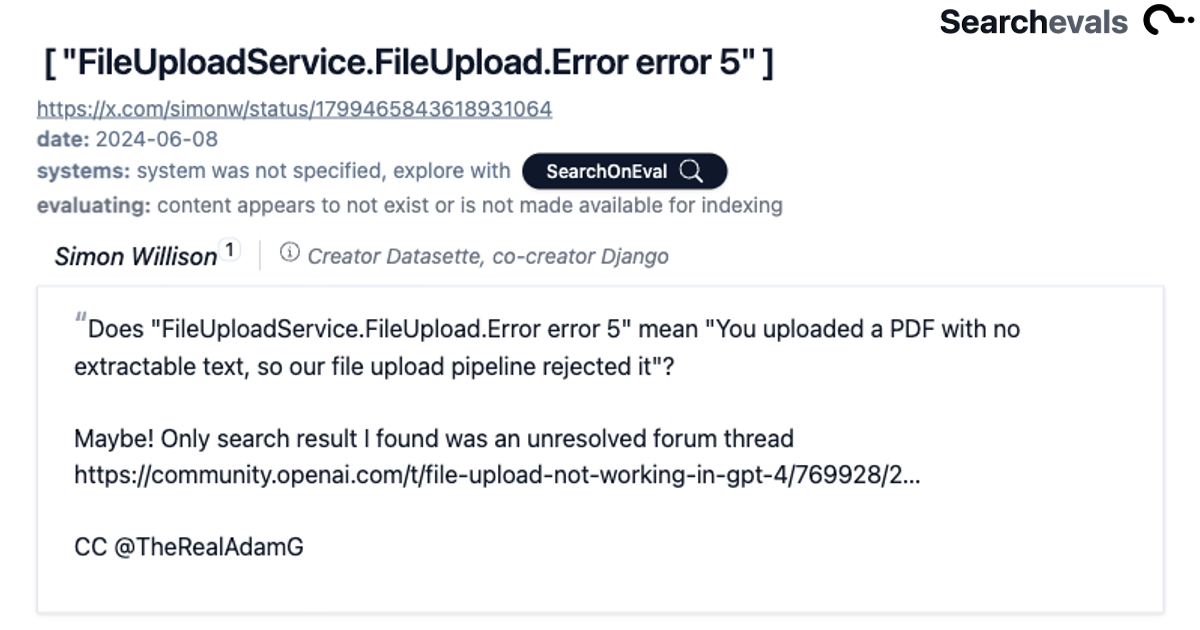 Searchevals
[ "FileUploadService.FileUpload.Error error 5" ]
https://x.com/simonw/status/1799465843618931064
date: 2024-06-08
systems: system was not specified, explore with SearchOnEval
evaluating: content appears to not exist or is not made available for indexing
Simon Willison 1 Creator Datasette, co-creator Django
“Does "FileUploadService.FileUpload.Error error 5" mean "You uploaded a PDF with no
extractable text, so our file upload pipeline rejected it"?
Maybe! Only search result I found was an unresolved forum thread
https://community.openai.com/t/file-upload-not-working-in-gpt-4/769928/2...
CC @TheRealAdamG